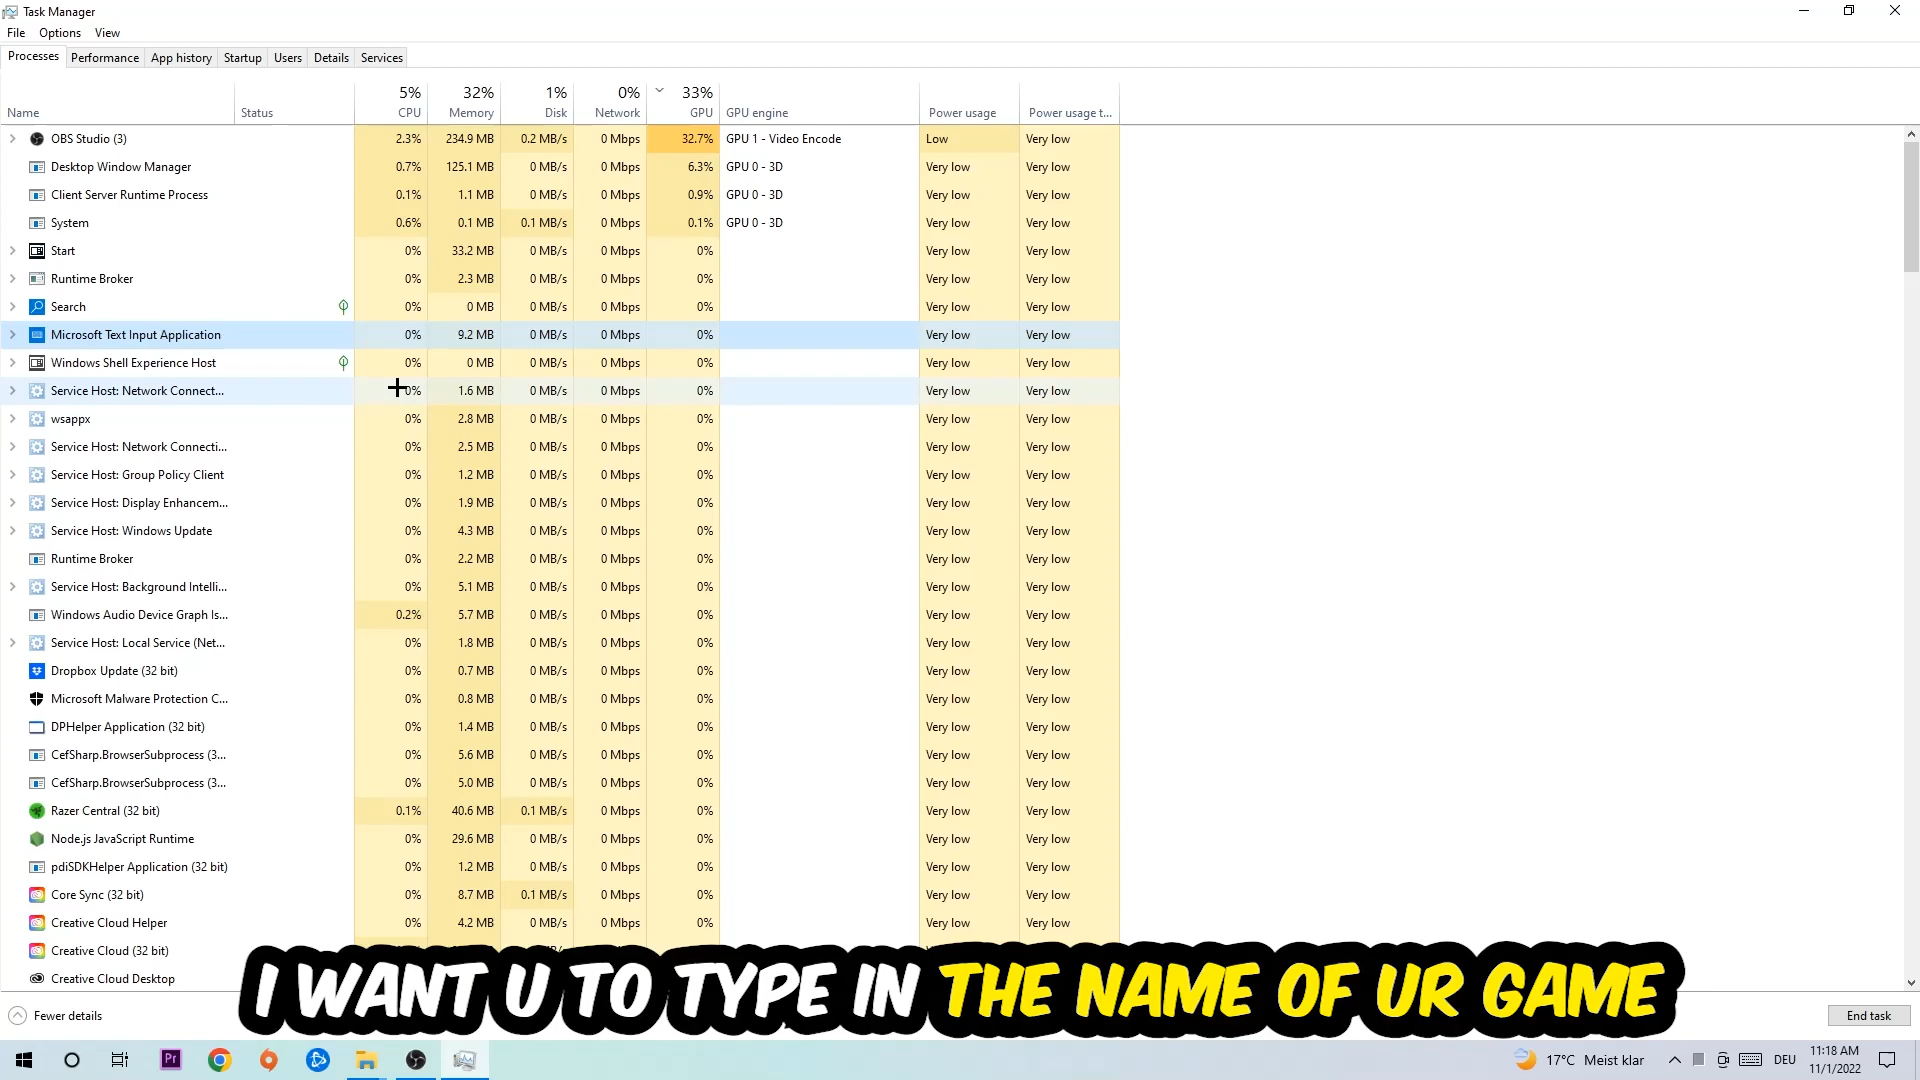 Task Manager
File Options View
Processes Performance App history Startup Users Details Services
5% 32% 1% 0% 33%
Name Status CPU Memory Disk Network GPU GPU engine Power usage Power usage t...
OBS Studio (3) 2.3% 234.9 MB 0.2 MB/s 0 Mbps 32.7% GPU 1 - Video Encode Low Very low
Desktop Window Manager 0.7% 125.1 MB 0 MB/s 0 Mbps 6.3% GPU 0 - 3D Very low Very low
Client Server Runtime Process 0.1% 1.1 MB 0 MB/s 0 Mbps 0.9% GPU 0 - 3D Very low Very low
System 0.6% 0.1 MB 0.1 MB/s 0 Mbps 0.1% GPU 0 - 3D Very low Very low
Start 0% 33.2 MB 0 MB/s 0 Mbps 0% Very low Very low
Runtime Broker 0% 2.3 MB 0 MB/s 0 Mbps 0% Very low Very low
Search 0% 0 MB 0 MB/s 0 Mbps 0% Very low Very low
Microsoft Text Input Application 0% 9.2 MB 0 MB/s 0 Mbps 0% Very low Very low
Windows Shell Experience Host 0% 0 MB 0 MB/s 0 Mbps 0% Very low Very low
Service Host: Network Connect... 0% 1.6 MB 0 MB/s 0 Mbps 0% Very low Very low
wsappx 0% 2.8 MB 0 MB/s 0 Mbps 0% Very low Very low
Service Host: Network Connecti... 0% 2.5 MB 0 MB/s 0 Mbps 0% Very low Very low
Service Host: Group Policy Client 0% 1.2 MB 0 MB/s 0 Mbps 0% Very low Very low
Service Host: Display Enhancem... 0% 1.9 MB 0 MB/s 0 Mbps 0% Very low Very low
Service Host: Windows Update 0% 4.3 MB 0 MB/s 0 Mbps 0% Very low Very low
Runtime Broker 0% 2.2 MB 0 MB/s 0 Mbps 0% Very low Very low
Service Host: Background Intelli... 0% 5.1 MB 0 MB/s 0 Mbps 0% Very low Very low
Windows Audio Device Graph Is... 0.2% 5.7 MB 0 MB/s 0 Mbps 0% Very low Very low
Service Host: Local Service (Net... 0% 1.8 MB 0 MB/s 0 Mbps 0% Very low Very low
Dropbox Update (32 bit) 0% 0.7 MB 0 MB/s 0 Mbps 0% Very low Very low
Microsoft Malware Protection C... 0% 0.8 MB 0 MB/s 0 Mbps 0% Very low Very low
DPHelper Application (32 bit) 0% 1.4 MB 0 MB/s 0 Mbps 0% Very low Very low
CefSharp.BrowserSubprocess (3... 0% 5.6 MB 0 MB/s 0 Mbps 0% Very low Very low
CefSharp.BrowserSubprocess (3... 0% 5.0 MB 0 MB/s 0 Mbps 0% Very low Very low
Razer Central (32 bit) 0.1% 40.6 MB 0.1 MB/s 0 Mbps 0% Very low Very low
Node.js JavaScript Runtime 0% 29.6 MB 0 MB/s 0 Mbps 0% Very low Very low
pdiSDKHelper Application (32 bit) 0% 1.2 MB 0 MB/s 0 Mbps 0% Very low Very low
Core Sync (32 bit) 0% 8.7 MB 0.1 MB/s 0 Mbps 0% Very low Very low
Creative Cloud Helper 0% 4.2 MB 0 MB/s 0 Mbps 0% Very low Very low
Creative Cloud (32 bit)
Creative Cloud Desktop
I WANT U TO TYPE IN THE NAME OF UR GAME
Fewer details End task
Pr 17°C Meist klar DEU 11:18 AM
11/1/2022